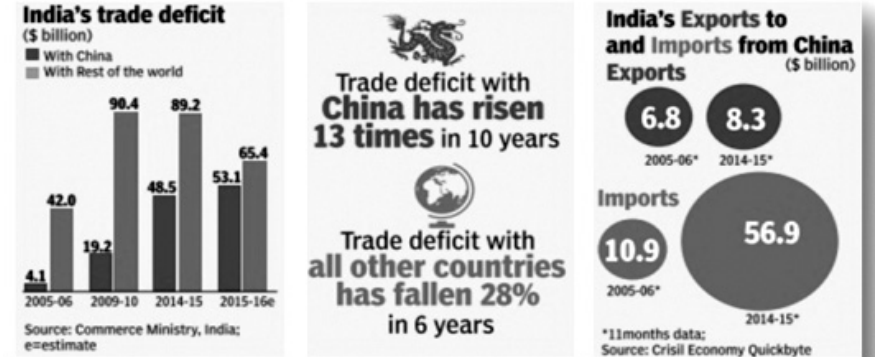 India's trade deficit
($ billion)
With China
With Rest of the world
4.1
42.0
19.2
90.4
48.5
89.2
53.1
65.4
2005-06
2009-10
2014-15
2015-16e
Source: Commerce Ministry, India;
e=estimate
Trade deficit with
China has risen
13 times in 10 years
Trade deficit with
all other countries
has fallen 28%
in 6 years
India's Exports to
and Imports from China
($ billion)
Exports
6.8
8.3
2005-06*
2014-15*
Imports
10.9
56.9
2005-06*
2014-15*
*11months data;
Source: Crisil Economy Quickbyte